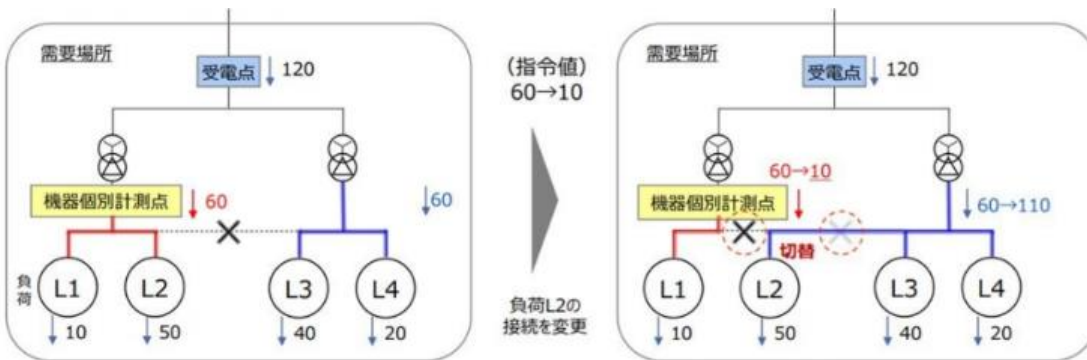 需要場所
受電点
120
機器個別計測点
60
60
負荷
L1
L2
L3
L4
10
50
40
20
(指令値)
60→10
負荷L2の
接続を変更
需要場所
受電点
120
60→10
機器個別計測点
60→110
切替
L1
L2
L3
L4
10
50
40
20